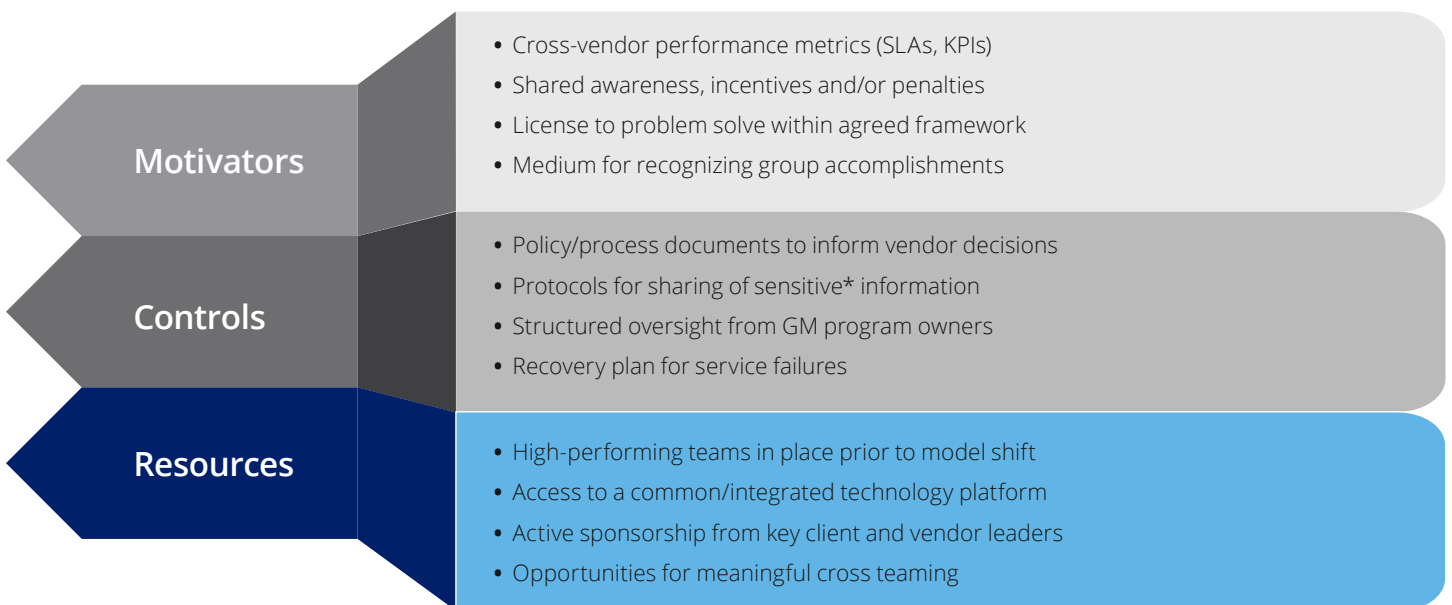 Motivators
• Cross-vendor performance metrics (SLAs, KPIs)
• Shared awareness, incentives and/or penalties
• License to problem solve within agreed framework
• Medium for recognizing group accomplishments
Controls
• Policy/process documents to inform vendor decisions
• Protocols for sharing of sensitive* information
• Structured oversight from GM program owners
• Recovery plan for service failures
Resources
• High-performing teams in place prior to model shift
• Access to a common/integrated technology platform
• Active sponsorship from key client and vendor leaders
• Opportunities for meaningful cross teaming